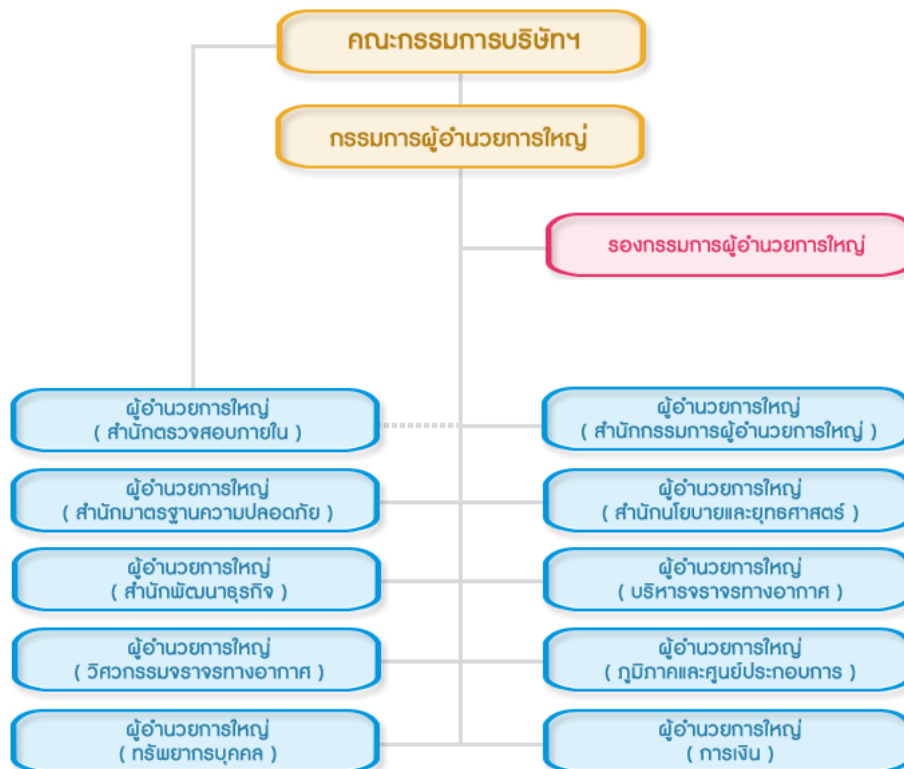 คณะกรรมการบริษัทฯ
กรรมการผู้อำนวยการใหญ่
รองกรรมการผู้อำนวยการใหญ่
ผู้อำนวยการใหญ่
( สำนักตรวจสอบภายใน )
ผู้อำนวยการใหญ่
( สำนักกรรมการผู้อำนวยการใหญ่ )
ผู้อำนวยการใหญ่
( สำนักมาตรฐานความปลอดภัย )
ผู้อำนวยการใหญ่
( สำนักนโยบายและยุทธศาสตร์ )
ผู้อำนวยการใหญ่
( สำนักพัฒนาธุรกิจ )
ผู้อำนวยการใหญ่
( บริหารจราจรทางอากาศ )
ผู้อำนวยการใหญ่
( วิศวกรรมจราจรทางอากาศ )
ผู้อำนวยการใหญ่
( ภูมิภาคและศูนย์ประกอบการ )
ผู้อำนวยการใหญ่
( ทรัพยากรบุคคล )
ผู้อำนวยการใหญ่
( การเงิน )